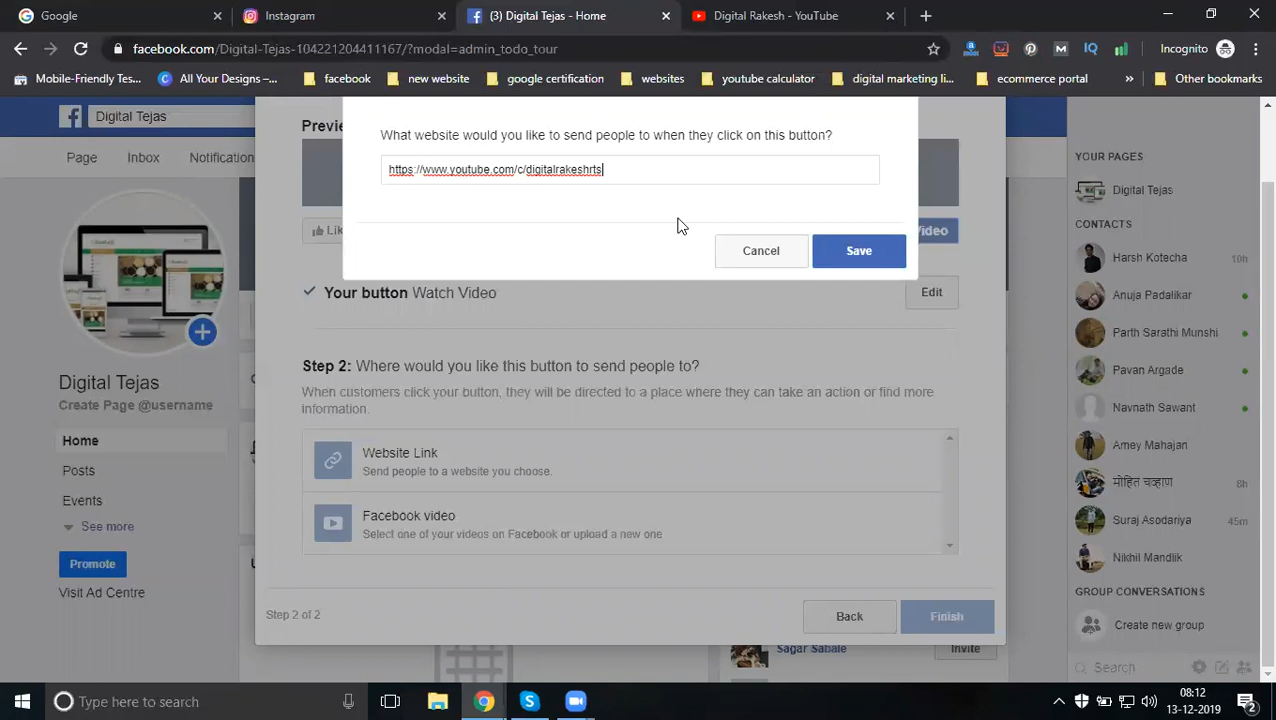 Google
Instagram
(3) Digital Tejas - Home
Digital Rakesh - YouTube
facebook.com/Digital-Tejas-104221204411167/?modal=admin_todo_tour
Incognito
Mobile-Friendly Tes...
All Your Designs –...
facebook
new website
google certification
websites
youtube calculator
digital marketing li...
ecommerce portal
Other bookmarks
Digital Tejas
Page
Inbox
Notification
Previe
What website would you like to send people to when they click on this button?
https://www.youtube.com/c/digitalrakeshrts
Lik
Video
Cancel
Save
Your button Watch Video
Edit
Step 2: Where would you like this button to send people to?
When customers click your button, they will be directed to a place where they can take an action or find more
information.
Website Link
Send people to a website you choose.
Facebook video
Select one of your videos on Facebook or upload a new one
Step 2 of 2
Back
Finish
Digital Tejas
Create Page @username
Home
Posts
Events
See more
Promote
Visit Ad Centre
Sagar Sabale
Invite
YOUR PAGES
Digital Tejas
CONTACTS
Harsh Kotecha 10h
Anuja Padalikar
Parth Sarathi Munshi
Pavan Argade
Navnath Sawant
Amey Mahajan
मोहित चव्हाण 8h
Suraj Asodariya 45m
Nikhil Mandlik
GROUP CONVERSATIONS
Create new group
Search
Type here to search
08:12
13-12-2019
2